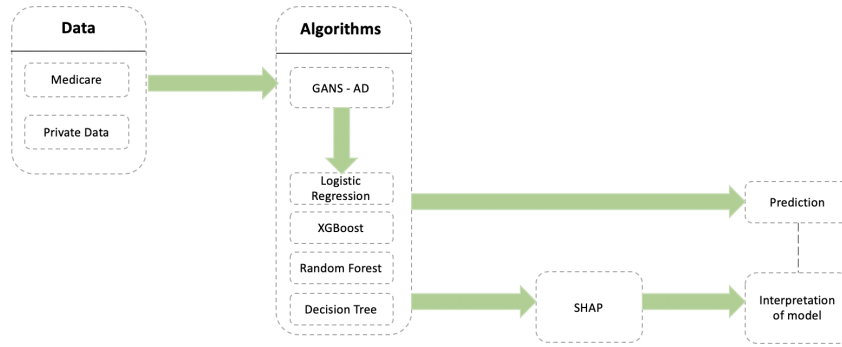 Data
Medicare
Private Data
Algorithms
GANS - AD
Logistic
Regression
XGBoost
Random Forest
Decision Tree
SHAP
Prediction
Interpretation
of model